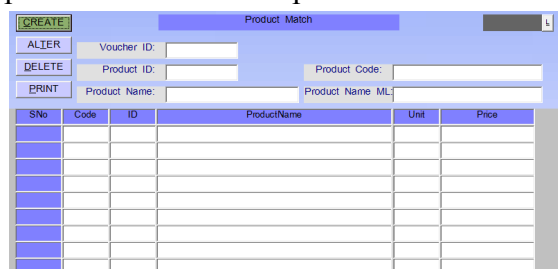 CREATE Product Match L
ALTER Voucher ID:
DELETE Product ID: Product Code:
PRINT Product Name: Product Name ML:
SNo Code ID ProductName Unit Price